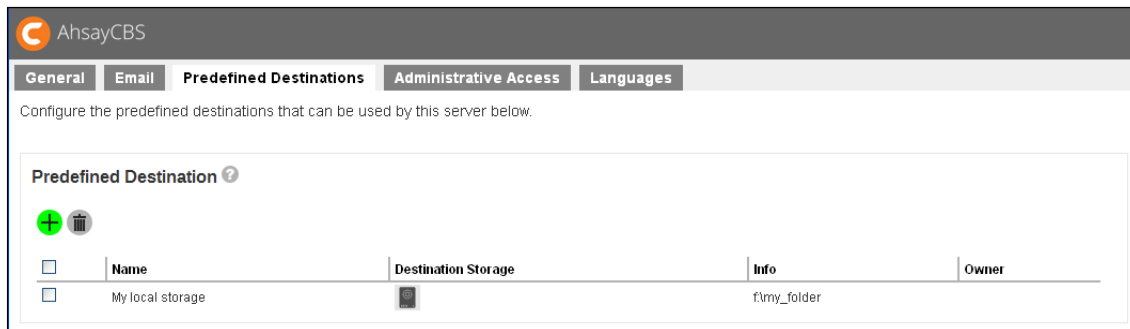 AhsayCBS
General Email Predefined Destinations Administrative Access Languages
Configure the predefined destinations that can be used by this server below.
Predefined Destination ?
Name Destination Storage Info Owner
My local storage f:\my_folder